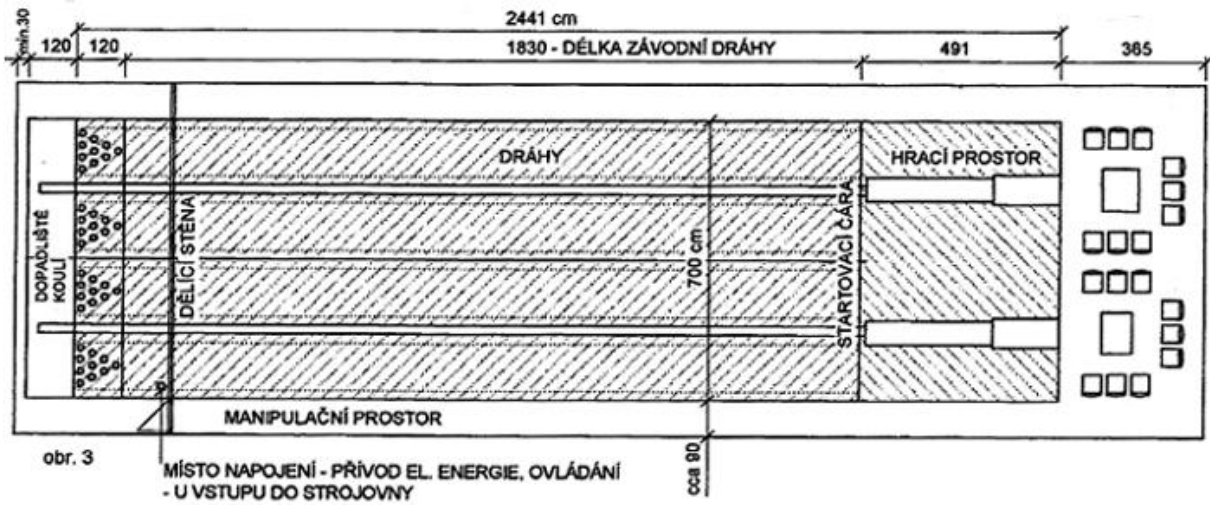 2441 cm
min.30
120
120
1830 - DÉLKA ZÁVODNÍ DRÁHY
491
365
DRÁHY
HRACÍ PROSTOR
DOPADLIŠTĚ
KOULÍ
DĚLÍCÍ STĚNA
700 cm
STARTOVACÍ ČÁRA
MANIPULAČNÍ PROSTOR
cca 90
obr. 3
MÍSTO NAPOJENÍ - PŘÍVOD EL. ENERGIE, OVLÁDÁNÍ
- U VSTUPU DO STROJOVNY